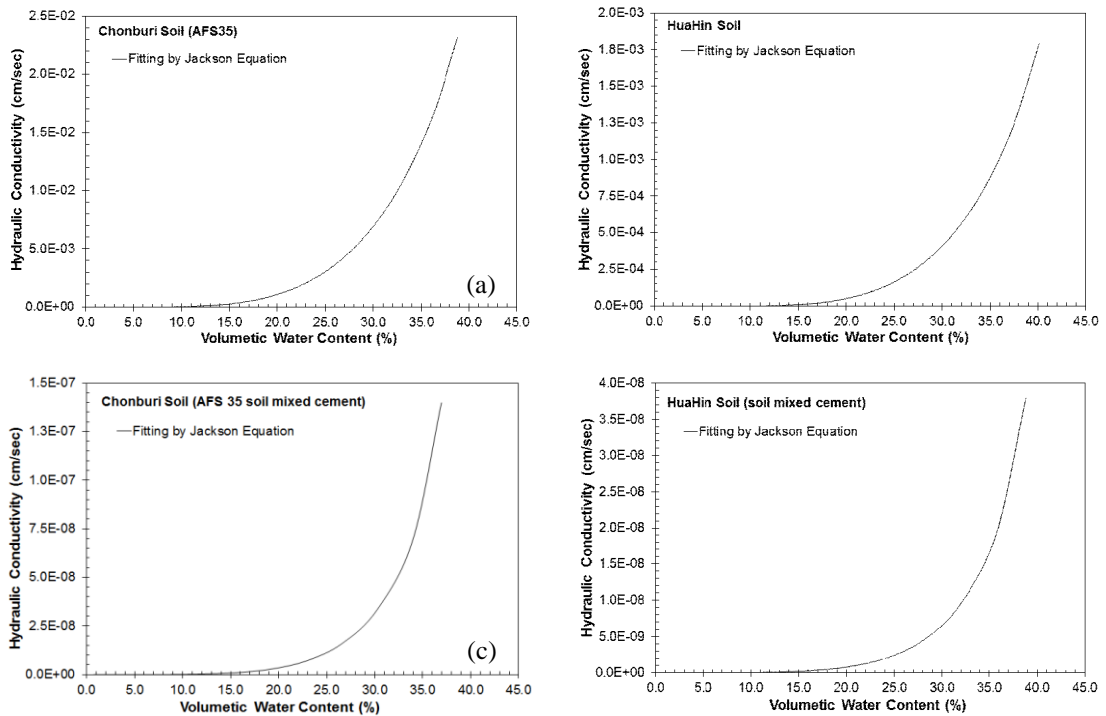 Chonburi Soil (AFS35)
Fitting by Jackson Equation
Hydraulic Conductivity (cm/sec)
2.5E-02
2.0E-02
1.5E-02
1.0E-02
5.0E-03
0.0E+00
(a)
0.0 5.0 10.0 15.0 20.0 25.0 30.0 35.0 40.0 45.0
Volumetic Water Content (%)
HuaHin Soil
Fitting by Jackson Equation
Hydraulic Conductivity (cm/sec)
2.0E-03
1.8E-03
1.5E-03
1.3E-03
1.0E-03
7.5E-04
5.0E-04
2.5E-04
0.0E+00
0.0 5.0 10.0 15.0 20.0 25.0 30.0 35.0 40.0 45.0
Volumetic Water Content (%)
Chonburi Soil (AFS 35 soil mixed cement)
Fitting by Jackson Equation
Hydraulic Conductivity (cm/sec)
1.5E-07
1.3E-07
1.0E-07
7.5E-08
5.0E-08
2.5E-08
0.0E+00
(c)
0.0 5.0 10.0 15.0 20.0 25.0 30.0 35.0 40.0 45.0
Volumetic Water Content (%)
HuaHin Soil (soil mixed cement)
Fitting by Jackson Equation
Hydraulic Conductivity (cm/sec)
4.0E-08
3.5E-08
3.0E-08
2.5E-08
2.0E-08
1.5E-08
1.0E-08
5.0E-09
0.0E+00
0.0 5.0 10.0 15.0 20.0 25.0 30.0 35.0 40.0 45.0
Volumetic Water Content (%)